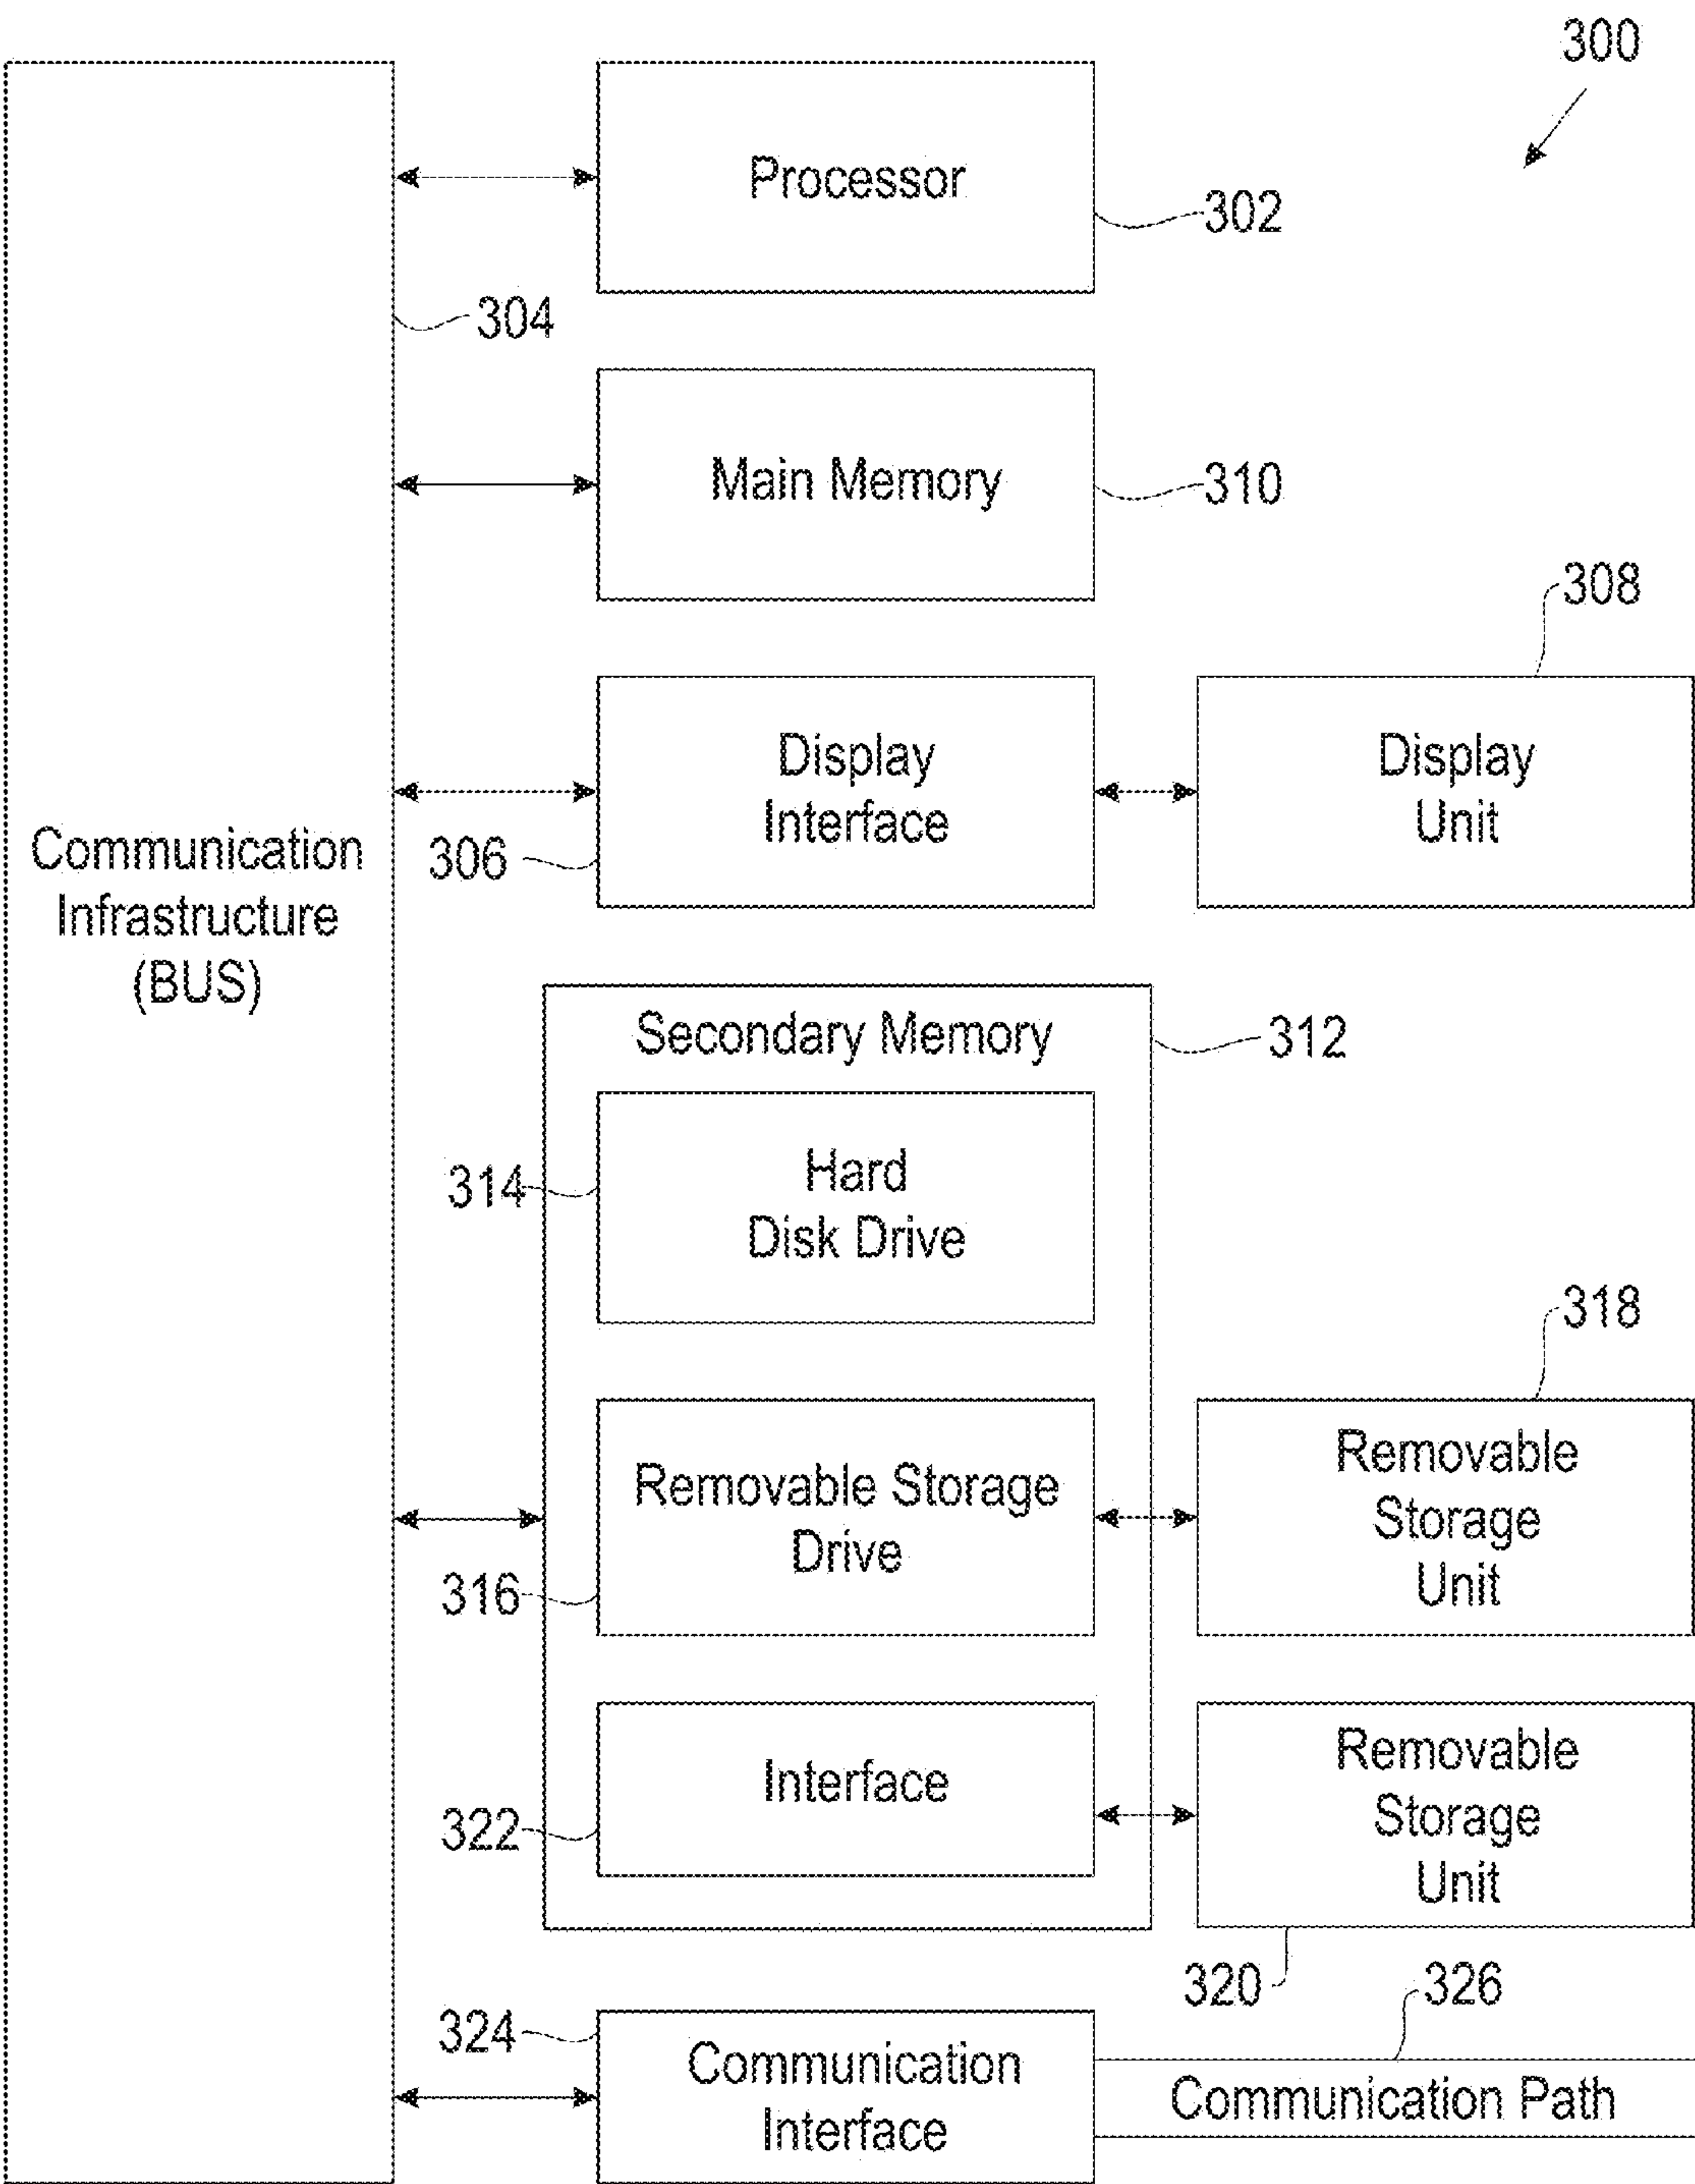 300
Processor
302
304
Main Memory
310
308
Display
Interface
306
Display
Unit
Communication
Infrastructure
(BUS)
Secondary Memory
312
Hard
Disk Drive
314
318
Removable Storage
Drive
316
Removable
Storage
Unit
Interface
322
Removable
Storage
Unit
320
326
324
Communication
Interface
Communication Path